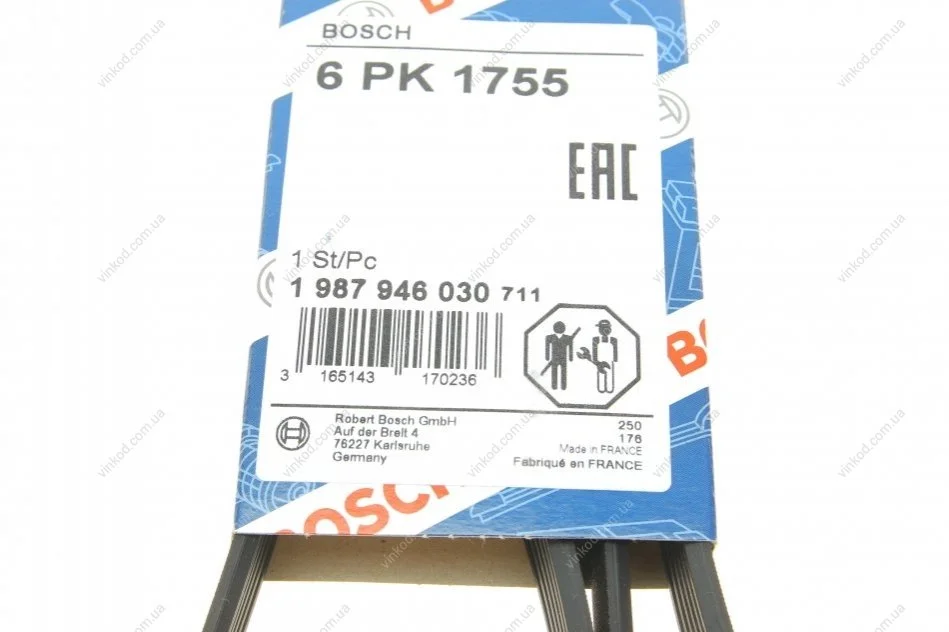 BOSCH
6 PK 1755
EAC
1 St/Pc
1 987 946 030 711
3 165143 170236
Robert Bosch GmbH
Auf der Breit 4
76227 Karlsruhe
Germany
250
176
Made in FRANCE
Fabriqué en FRANCE
BOSCH
vinkod.com.ua